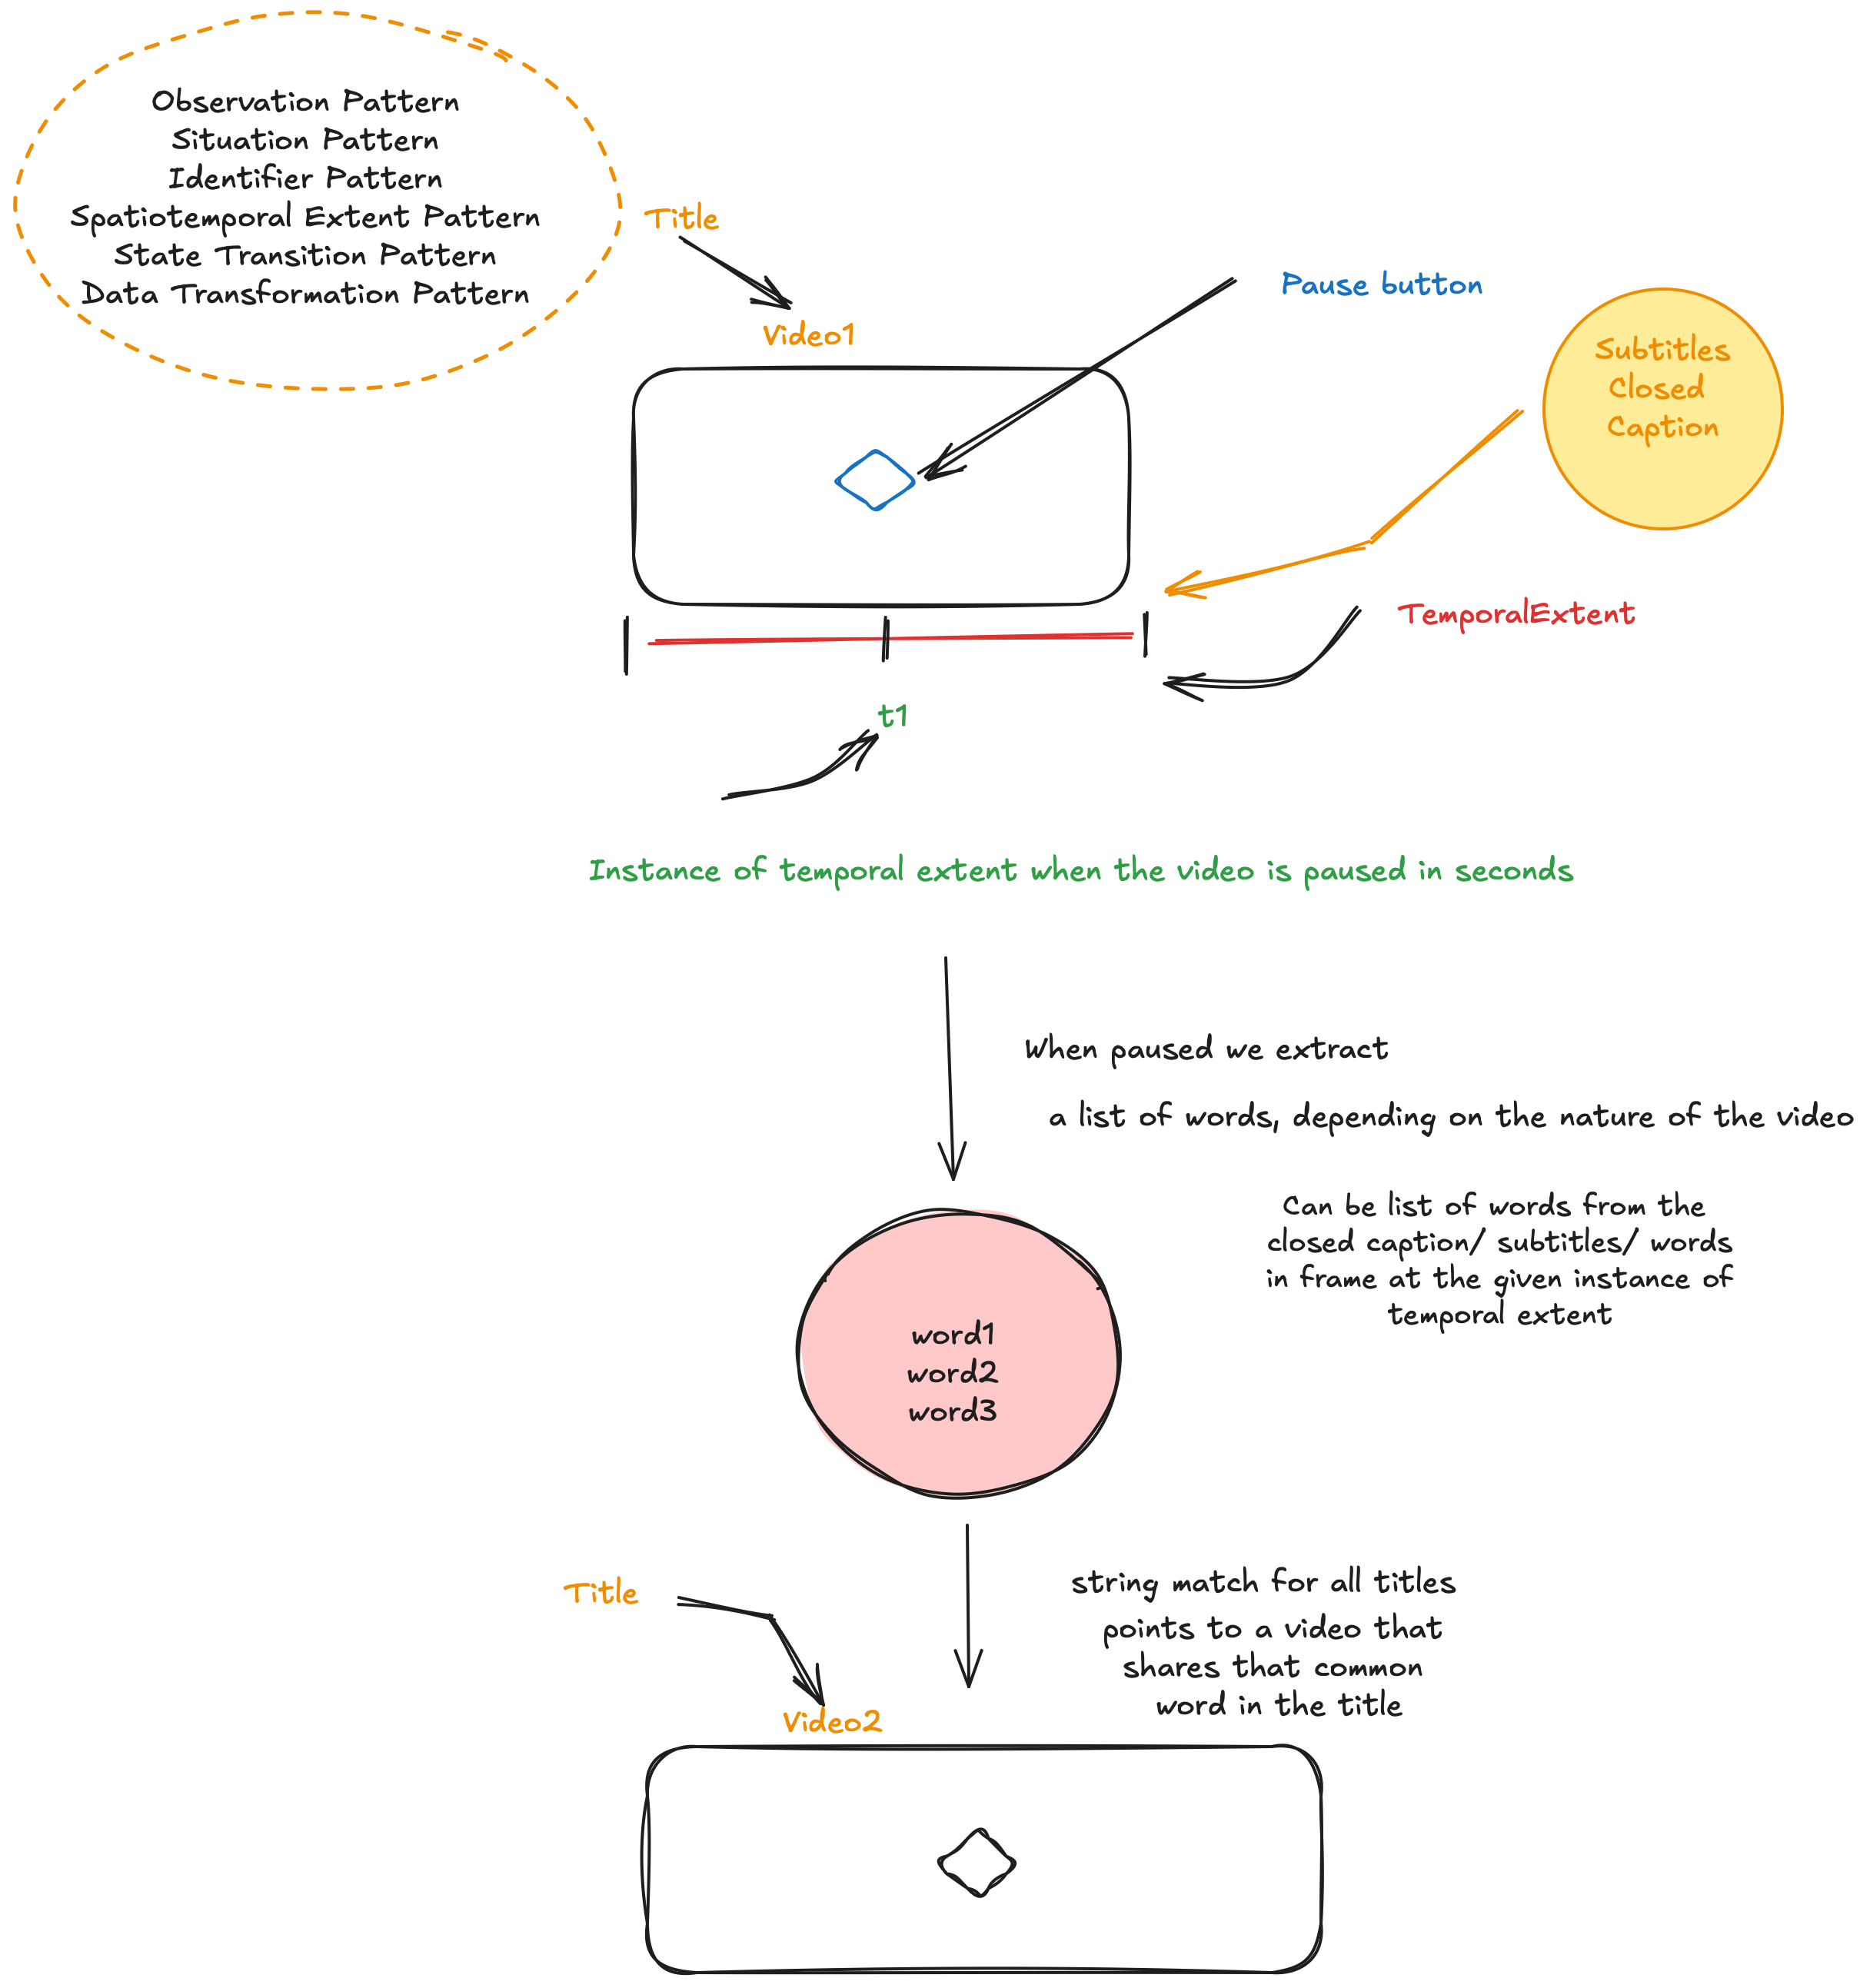 Observation Pattern
Situation Pattern
Identifier Pattern
Spatiotemporal Extent Pattern
State Transition Pattern
Data Transformation Pattern
Title
Pause button
Video1
Subtitles
Closed
Caption
TemporalExtent
t1
Instance of temporal extent when the video is paused in seconds
When paused we extract
a list of words, depending on the nature of the video
Can be list of words from the
closed caption/ subtitles/ words
in frame at the given instance of
temporal extent
word1
word2
word3
Title
string match for all titles
points to a video that
shares that common
word in the title
Video2